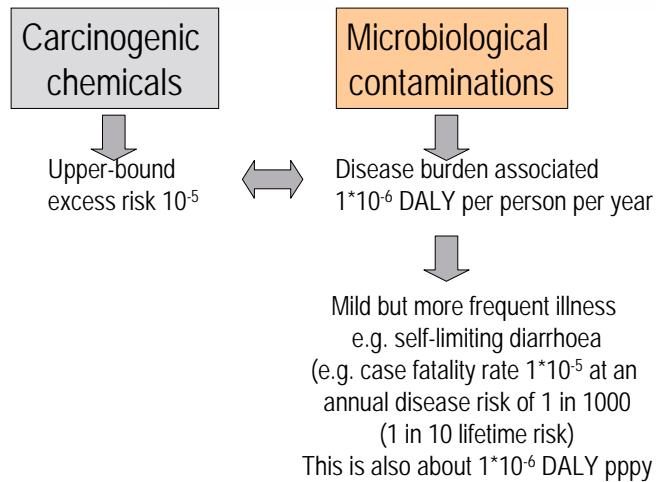 Carcinogenic
chemicals
Microbiological
contaminations
Upper-bound
excess risk 10⁻⁵
Disease burden associated
1*10⁻⁶ DALY per person per year
Mild but more frequent illness
e.g. self-limiting diarrhoea
(e.g. case fatality rate 1*10⁻⁵ at an
annual disease risk of 1 in 1000
(1 in 10 lifetime risk)
This is also about 1*10⁻⁶ DALY pppy